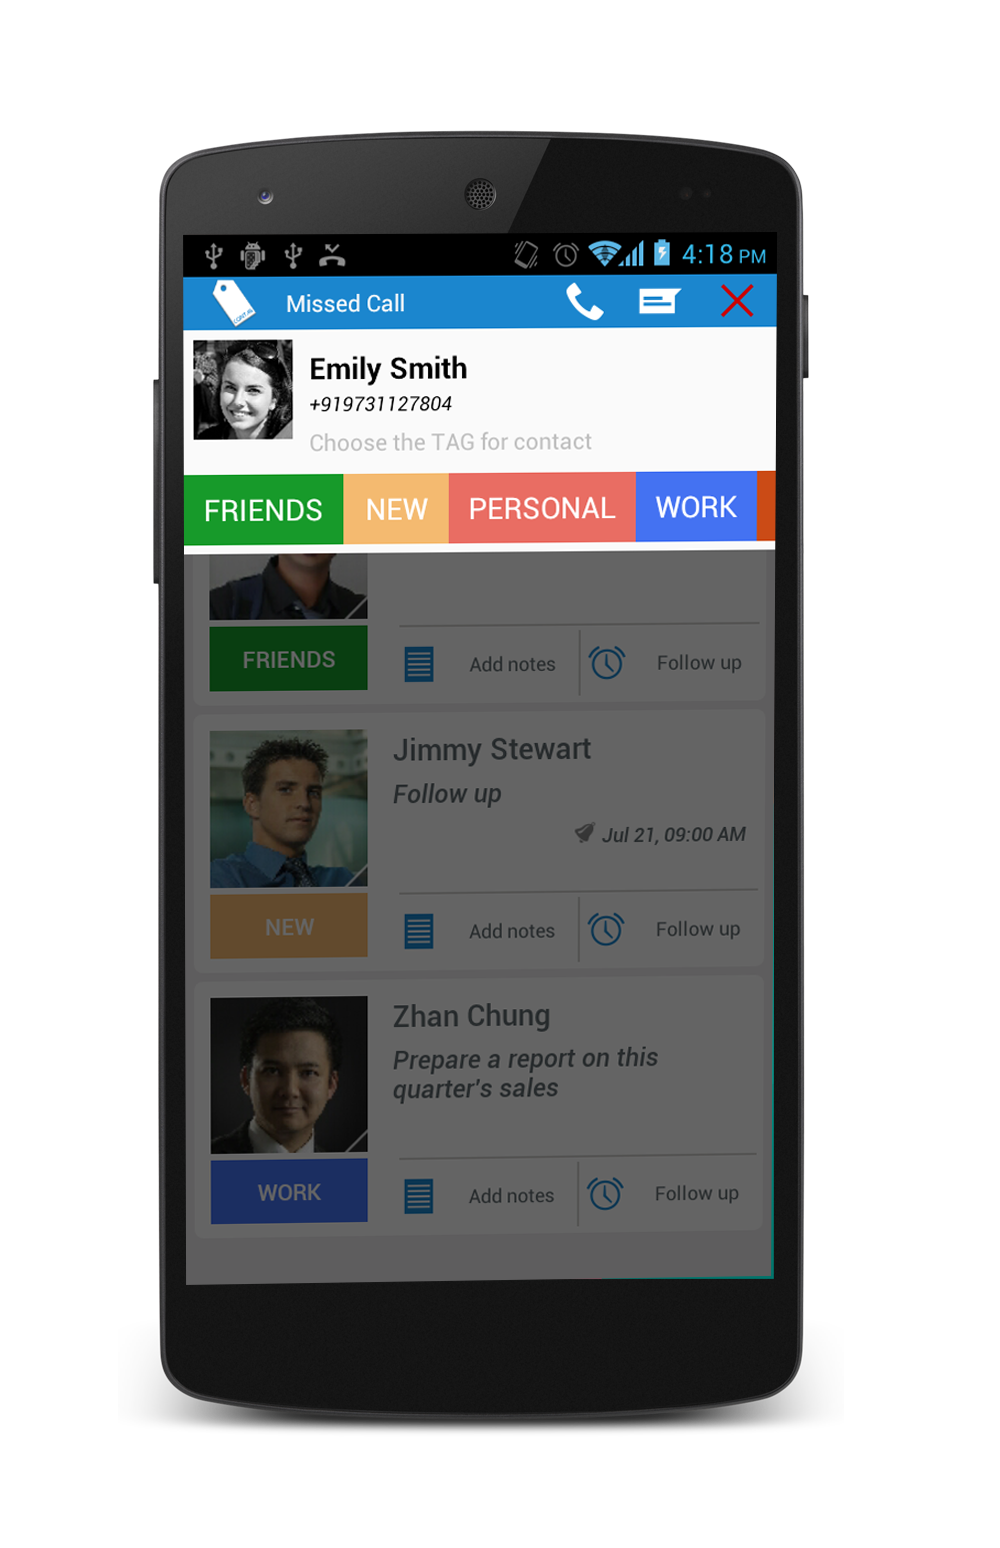 4:18 PM
Missed Call
Emily Smith
+919731127804
Choose the TAG for contact
FRIENDS NEW PERSONAL WORK
FRIENDS Add notes Follow up
Jimmy Stewart
Follow up
Jul 21, 09:00 AM
NEW Add notes Follow up
Zhan Chung
Prepare a report on this
quarter's sales
WORK Add notes Follow up